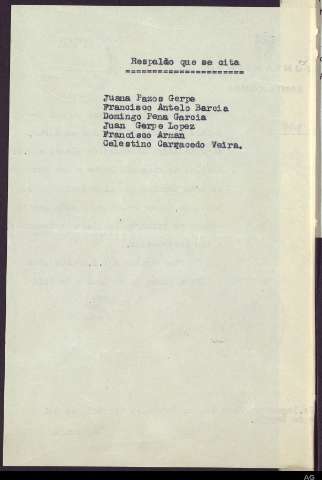 Respaldo que se cita
======================
Juana Pazos Gerpe
Francisco Antelo Barcia
Domingo Pena Garcia
Juan Gerpe Lopez
Francisco Arman
Celestino Cargacedo Veira.
AG